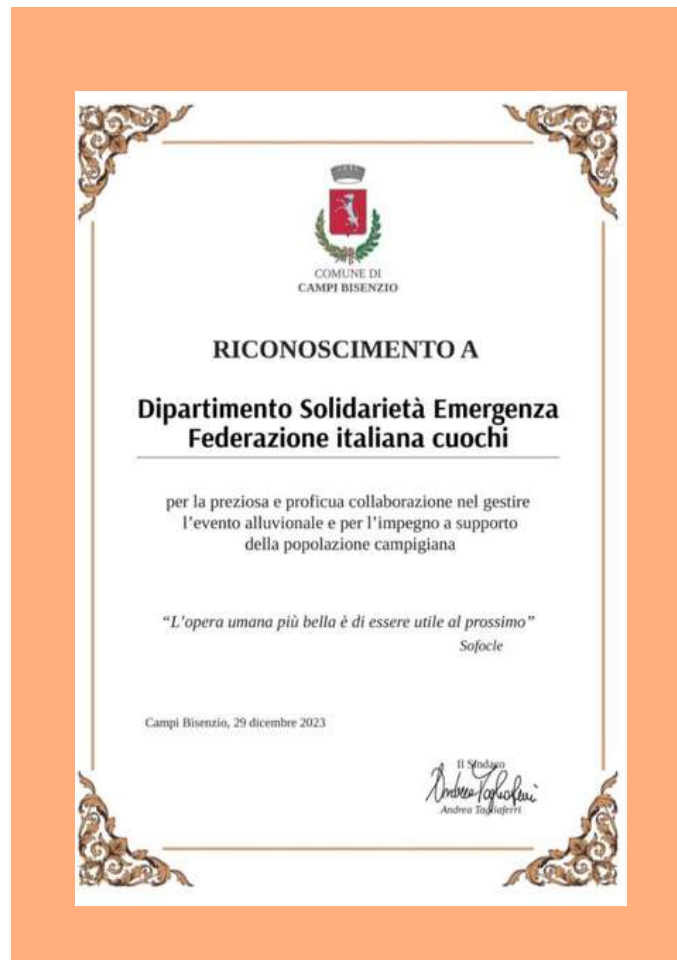 COMUNE DI
CAMPI BISENZIO
RICONOSCIMENTO A
Dipartimento Solidarietà Emergenza
Federazione italiana cuochi
per la preziosa e proficua collaborazione nel gestire
l'evento alluvionale e per l'impegno a supporto
della popolazione campigiana
"L'opera umana più bella è di essere utile al prossimo"
Sofocle
Campi Bisenzio, 29 dicembre 2023
Il Sindaco
Andrea Tagliaferri
Andrea Tagliaferri